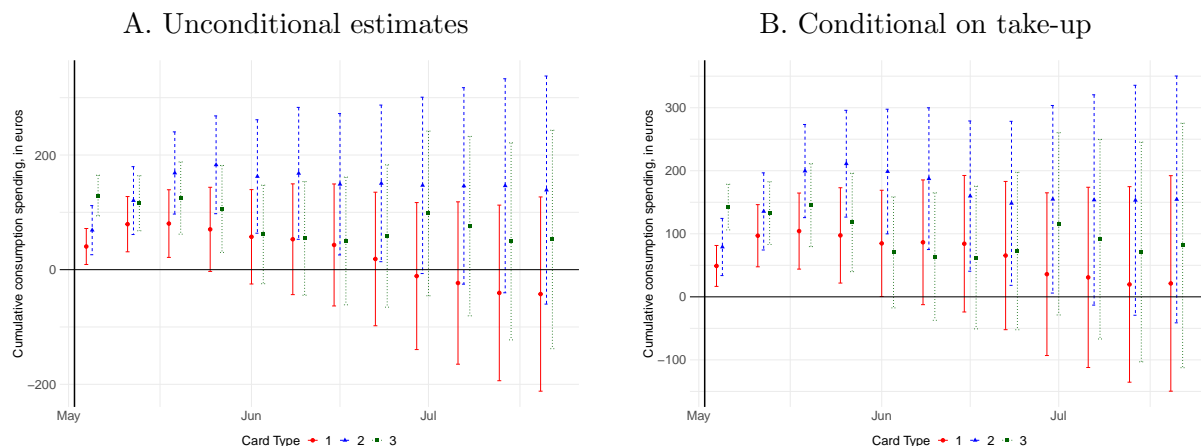 A. Unconditional estimates
Cumulative consumption spending, in euros
200
0
−200
May
Jun
Jul
Card Type 1 2 3
B. Conditional on take-up
Cumulative consumption spending, in euros
300
200
100
0
−100
May
Jun
Jul
Card Type 1 2 3